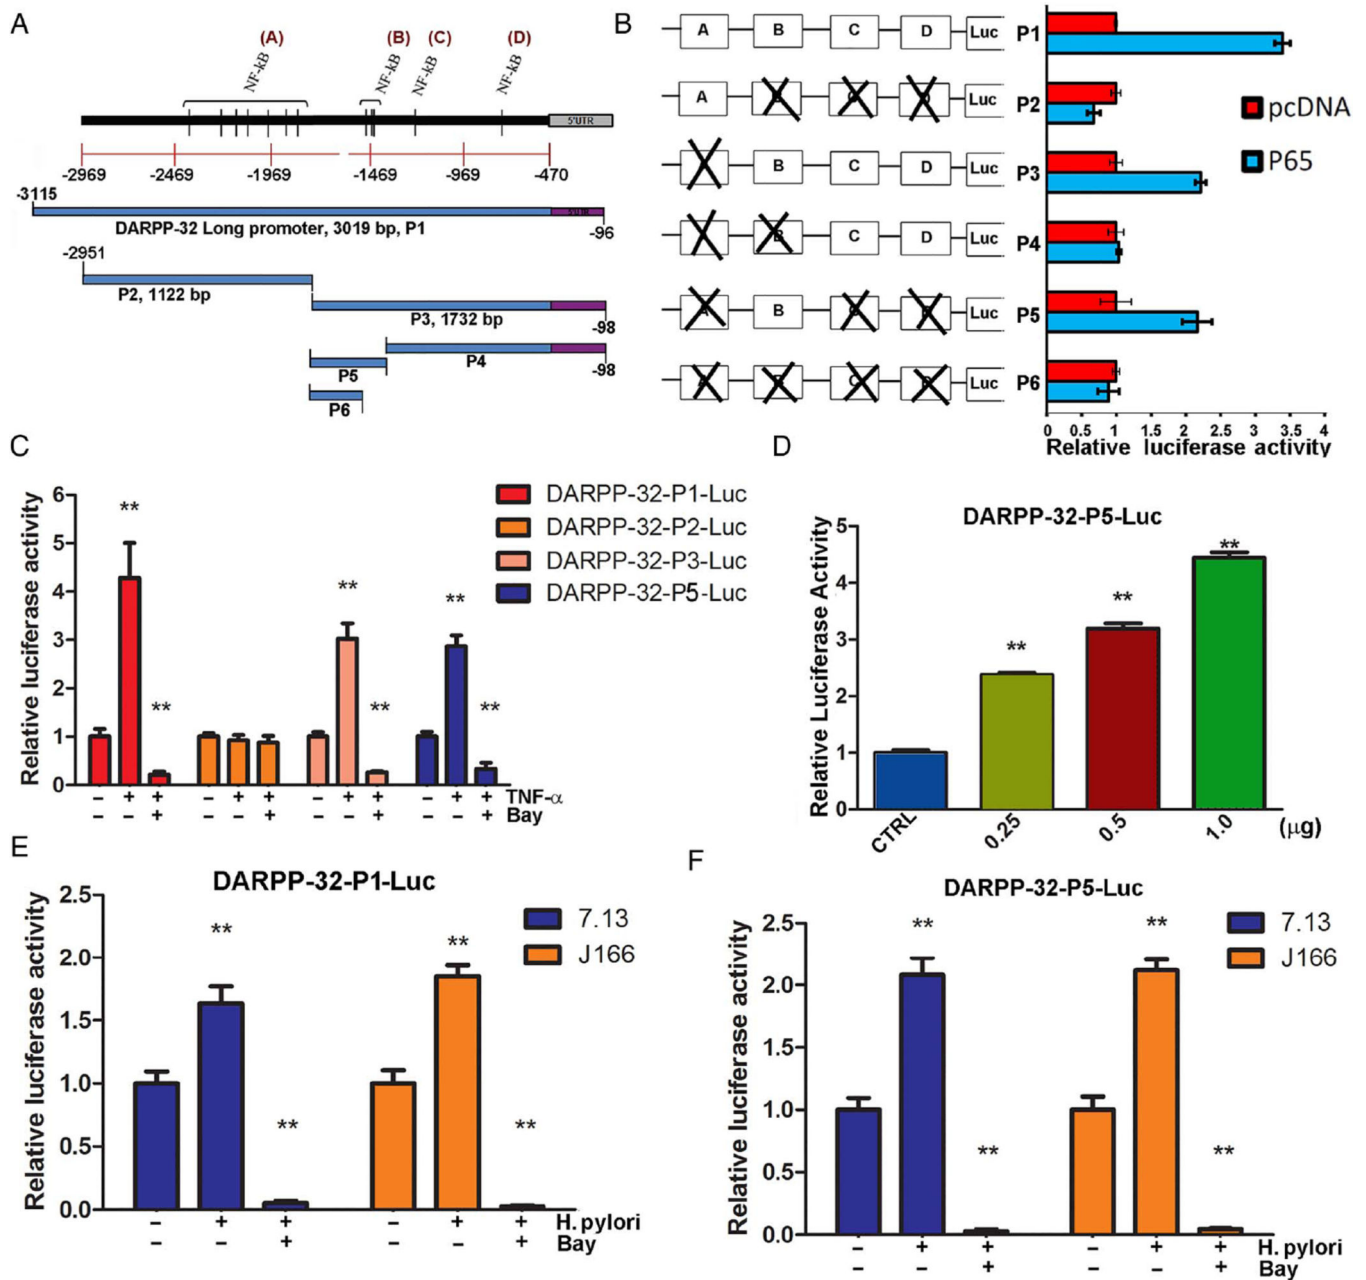 A
(A)
(B)
(C)
(D)
NF-kB
NF-kB
NF-kB
NF-kB
5'UTR
-2969
-2469
-1969
-1469
-969
-470
-3115
5'UTR
DARPP-32 Long promoter, 3019 bp, P1
-96
-2951
P2, 1122 bp
P3, 1732 bp
-98
P5
P4
-98
P6
B
A B C D Luc P1
A B C D Luc P2
A B C D Luc P3
A B C D Luc P4
A B C D Luc P5
A B C D Luc P6
pcDNA
P65
0 0.5 1 1.5 2 2.5 3 3.5 4
Relative luciferase activity
C
Relative luciferase activity
6
5
4
3
2
1
0
**
**
**
**
**
**
DARPP-32-P1-Luc
DARPP-32-P2-Luc
DARPP-32-P3-Luc
DARPP-32-P5-Luc
– + + – + + – + + – + + TNF-α
– – + – – + – – + – – + Bay
D
DARPP-32-P5-Luc
Relative Luciferase Activity
5
4
3
2
1
0
**
**
**
CTRL 0.25 0.5 1.0 (μg)
E
DARPP-32-P1-Luc
Relative luciferase activity
2.5
2.0
1.5
1.0
0.5
0.0
**
**
**
**
7.13
J166
– + + – + + H. pylori
– – + – – + Bay
F
DARPP-32-P5-Luc
Relative luciferase activity
2.5
2.0
1.5
1.0
0.5
0.0
**
**
**
**
7.13
J166
– + + – + + H. pylori
– – + – – + Bay